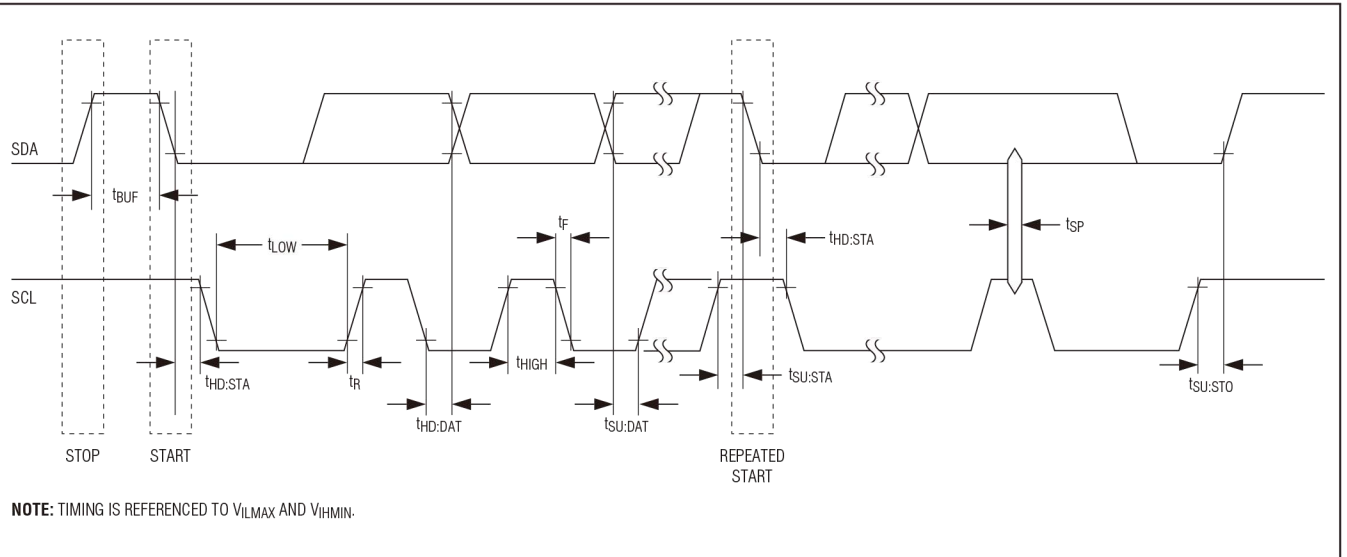 SDA
tBUF
tLOW
tF
tHD:STA
tSP
SCL
tHD:STA
tR
tHIGH
tSU:STA
tSU:STO
tHD:DAT
tSU:DAT
STOP
START
REPEATED
START
NOTE: TIMING IS REFERENCED TO VILMAX AND VIHMIN.